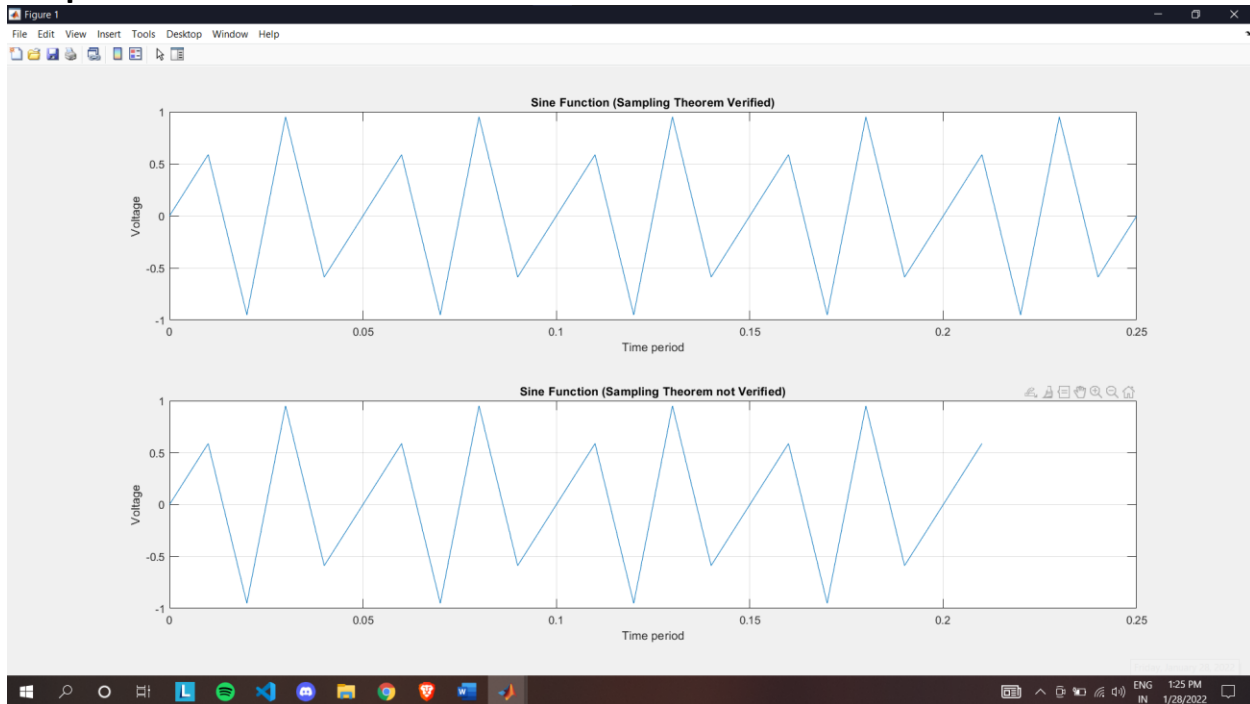 Figure 1
File Edit View Insert Tools Desktop Window Help
Sine Function (Sampling Theorem Verified)
1
0.5
0
-0.5
-1
Voltage
0 0.05 0.1 0.15 0.2 0.25
Time period
Sine Function (Sampling Theorem not Verified)
1
0.5
0
-0.5
-1
Voltage
0 0.05 0.1 0.15 0.2 0.25
Time period
ENG 1:25 PM
IN 1/28/2022